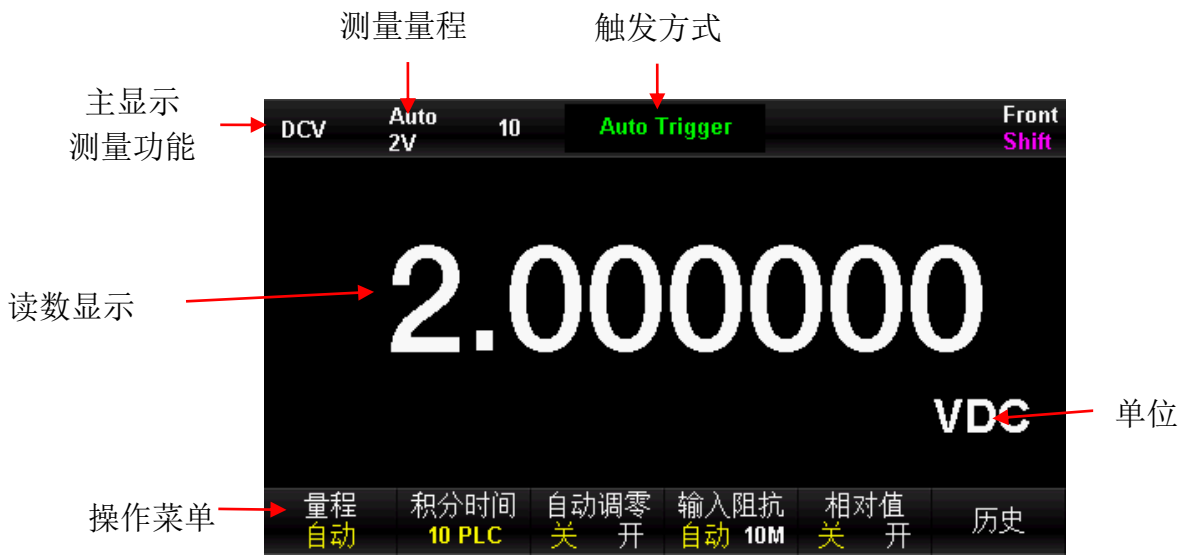 测量量程
触发方式
主显示
测量功能
DCV
Auto
2V
10
Auto Trigger
Front
Shift
读数显示
2.000000
VDC
单位
操作菜单
量程 积分时间 自动调零 输入阻抗 相对值 历史
自动 10 PLC 关 开 自动 10M 关 开